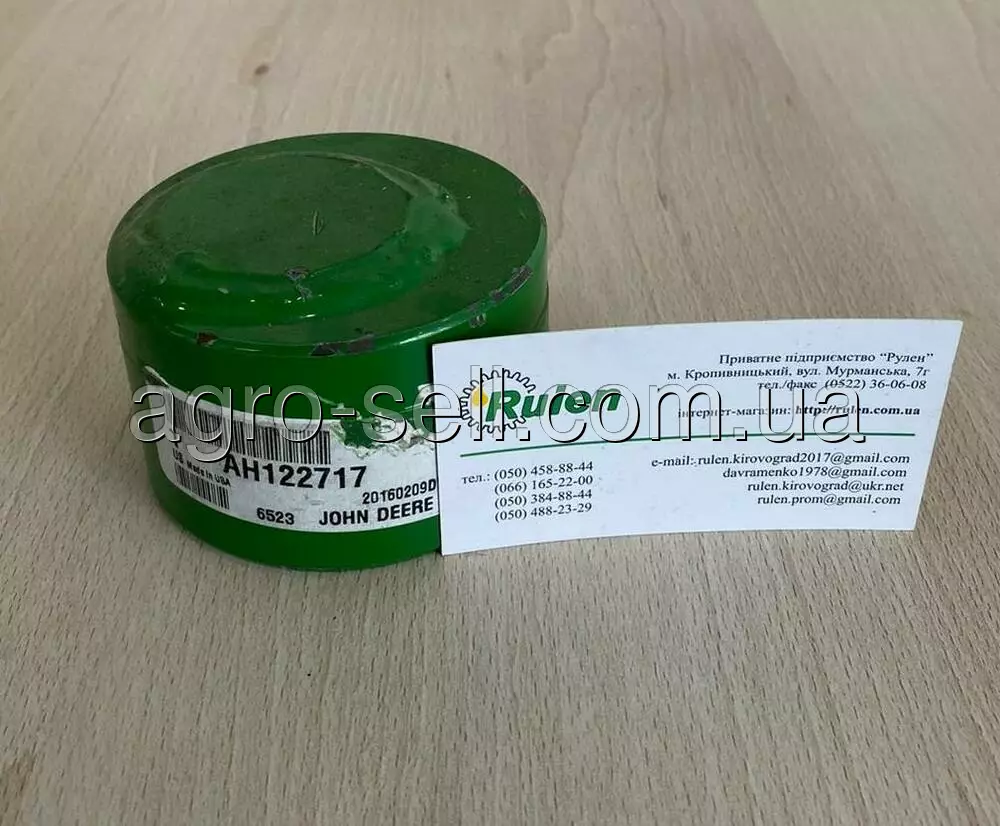 Made in USA
AH122717
20160209D
6523 JOHN DEERE
Rulen
Приватне підприємство “Рулен”
м. Кропивницький, вул. Мурманська, 7г
тел./факс (0522) 36-06-08
інтернет-магазин: http://rulen.com.ua
тел.: (050) 458-88-44
(066) 165-22-00
(050) 384-88-44
(050) 488-23-29
e-mail: rulen.kirovograd2017@gmail.com
davramenko1978@gmail.com
rulen.kirovograd@ukr.net
rulen.prom@gmail.com
agro-sell.com.ua